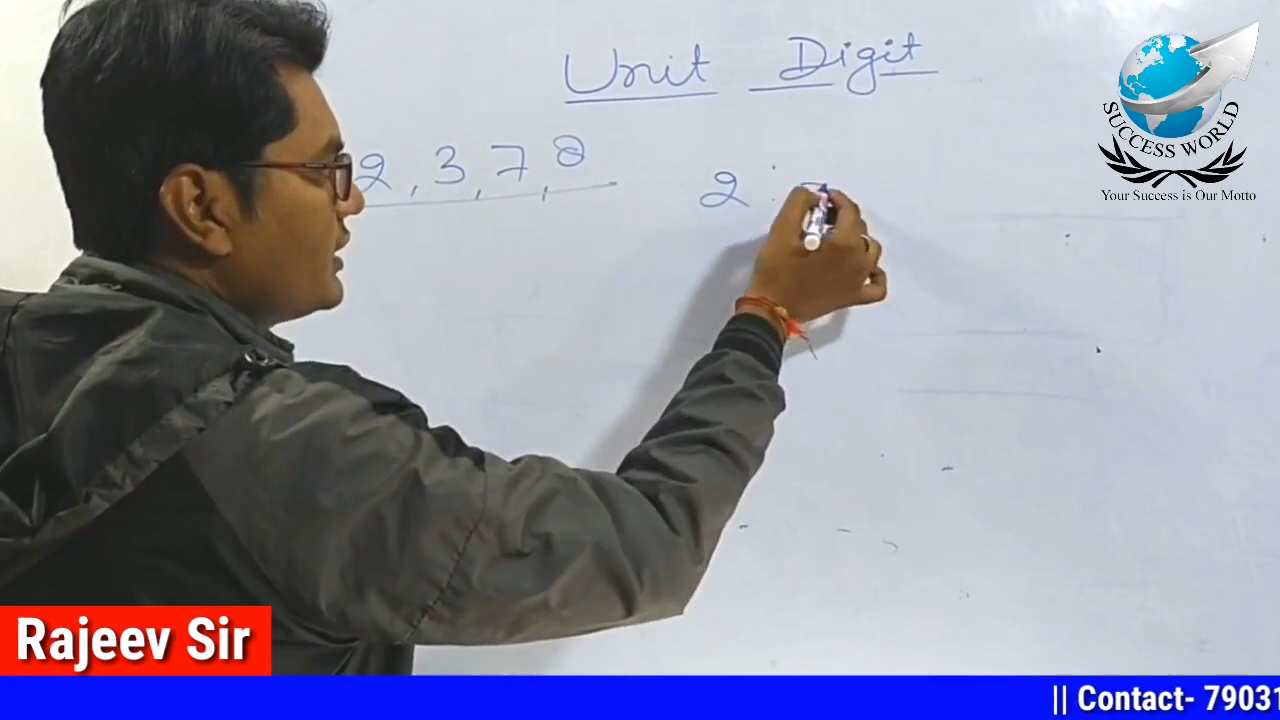 Unit Digit
2, 3, 7, 8
2 :
SUCCESS WORLD
Your Success is Our Motto
Rajeev Sir
|| Contact- 79031